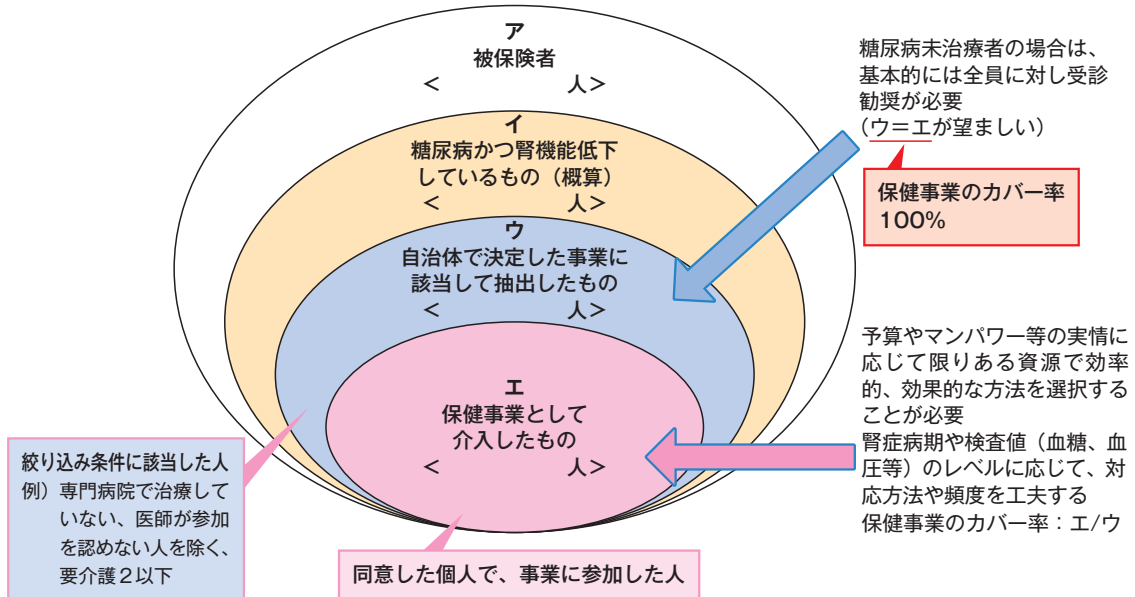 ア
被保険者
<　　　　　人>
イ
糖尿病かつ腎機能低下
しているもの（概算）
<　　　　　人>
ウ
自治体で決定した事業に
該当して抽出したもの
<　　　　　人>
エ
保健事業として
介入したもの
<　　　　　人>
糖尿病未治療者の場合は、
基本的には全員に対し受診
勧奨が必要
（ウ＝エが望ましい）
保健事業のカバー率
100%
予算やマンパワー等の実情に
応じて限りある資源で効率
的、効果的な方法を選択する
ことが必要
腎症病期や検査値（血糖、血
圧等）のレベルに応じて、対
応方法や頻度を工夫する
保健事業のカバー率：エ/ウ
絞り込み条件に該当した人
例）専門病院で治療して
いない、医師が参加
を認めない人を除く、
要介護２以下
同意した個人で、事業に参加した人